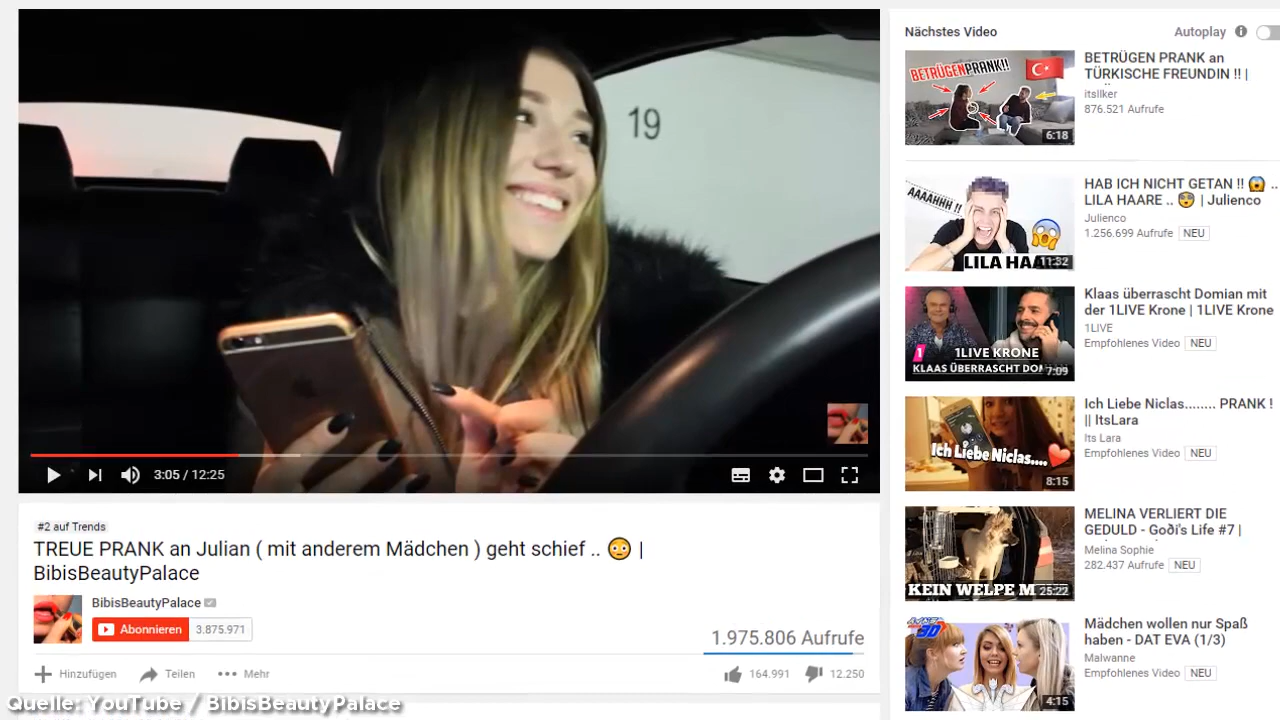 19
3:05 / 12:25
#2 auf Trends
TREUE PRANK an Julian ( mit anderem Mädchen ) geht schief .. 😳 |
BibisBeautyPalace
BibisBeautyPalace
Abonnieren 3.875.971
1.975.806 Aufrufe
Hinzufügen Teilen Mehr 164.991 12.250
Quelle: YouTube / BibisBeautyPalace
Nächstes Video Autoplay
BETRÜGENPRANK!!
6:18
BETRÜGEN PRANK an
TÜRKISCHE FREUNDIN !! |
876.521 Aufrufe
AAAAHHH !!
LILA HAA
11:32
HAB ICH NICHT GETAN !! 😱 ..
LILA HAARE .. 😨 | Julienco
Julienco
1.256.699 Aufrufe NEU
1
1LIVE KRONE
KLAAS ÜBERRASCHT DOM
7:09
Klaas überrascht Domian mit
der 1LIVE Krone | 1LIVE Krone
1LIVE
Empfohlenes Video NEU
Ich Liebe Niclas....
8:15
Ich Liebe Niclas........ PRANK !
|| ItsLara
Its Lara
Empfohlenes Video NEU
KEIN WELPE M
25:22
MELINA VERLIERT DIE
GEDULD - Goði's Life #7 |
Melina Sophie
282.437 Aufrufe NEU
4:15
Mädchen wollen nur Spaß
haben - DAT EVA (1/3)
Malwanne
Empfohlenes Video NEU